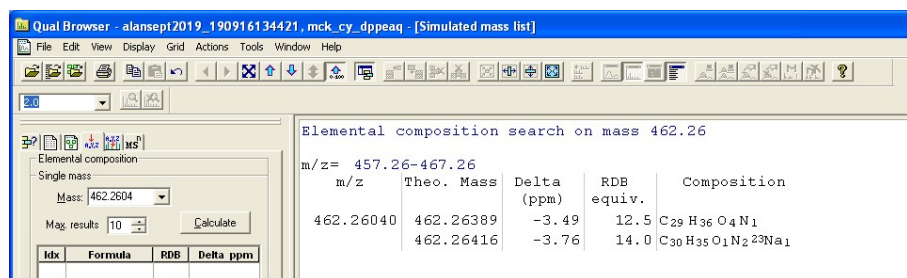 Qual Browser - alansept2019_190916134421, mck_cy_dppeaq - [Simulated mass list]
File Edit View Display Grid Actions Tools Window Help
2.0
Elemental composition
Single mass
Mass: 462.2604
Max. results 10 Calculate
Idx Formula RDB Delta ppm
Elemental composition search on mass 462.26
m/z= 457.26-467.26
m/z Theo. Mass Delta (ppm) RDB equiv. Composition
462.26040 462.26389 -3.49 12.5 C₂₉ H₃₆ O₄ N₁
462.26416 -3.76 14.0 C₃₀ H₃₅ O₁ N₂ ²³Na₁